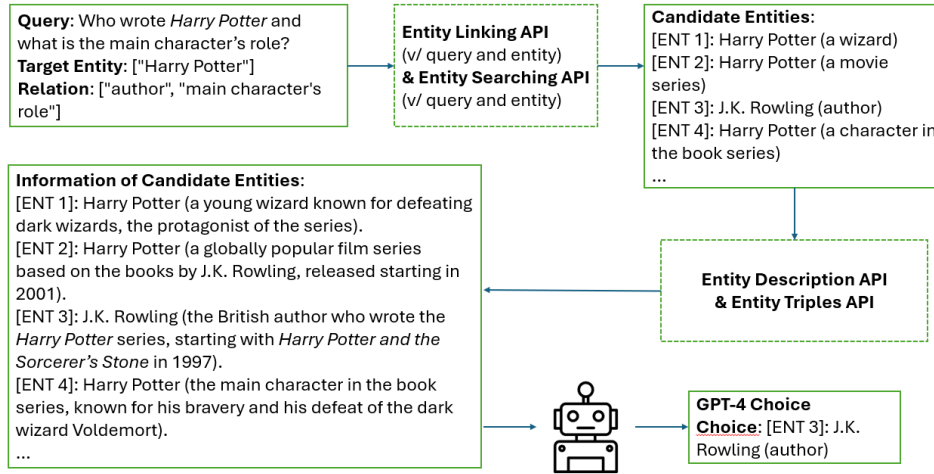 Query: Who wrote Harry Potter and
what is the main character's role?
Target Entity: ["Harry Potter"]
Relation: ["author", "main character's
role"]
Entity Linking API
(v/ query and entity)
& Entity Searching API
(v/ query and entity)
Candidate Entities:
[ENT 1]: Harry Potter (a wizard)
[ENT 2]: Harry Potter (a movie
series)
[ENT 3]: J.K. Rowling (author)
[ENT 4]: Harry Potter (a character in
the book series)
...
Entity Description API
& Entity Triples API
Information of Candidate Entities:
[ENT 1]: Harry Potter (a young wizard known for defeating
dark wizards, the protagonist of the series).
[ENT 2]: Harry Potter (a globally popular film series
based on the books by J.K. Rowling, released starting in
2001).
[ENT 3]: J.K. Rowling (the British author who wrote the
Harry Potter series, starting with Harry Potter and the
Sorcerer's Stone in 1997).
[ENT 4]: Harry Potter (the main character in the book
series, known for his bravery and his defeat of the dark
wizard Voldemort).
...
GPT-4 Choice
Choice: [ENT 3]: J.K.
Rowling (author)